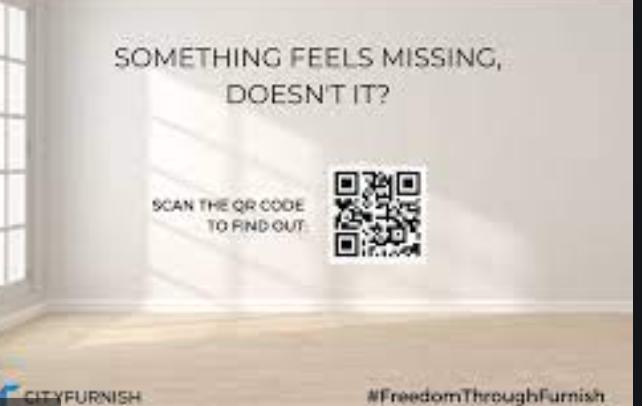 SOMETHING FEELS MISSING,
DOESN'T IT?
SCAN THE QR CODE
TO FIND OUT.
CITYFURNISH
#FreedomThroughFurnish